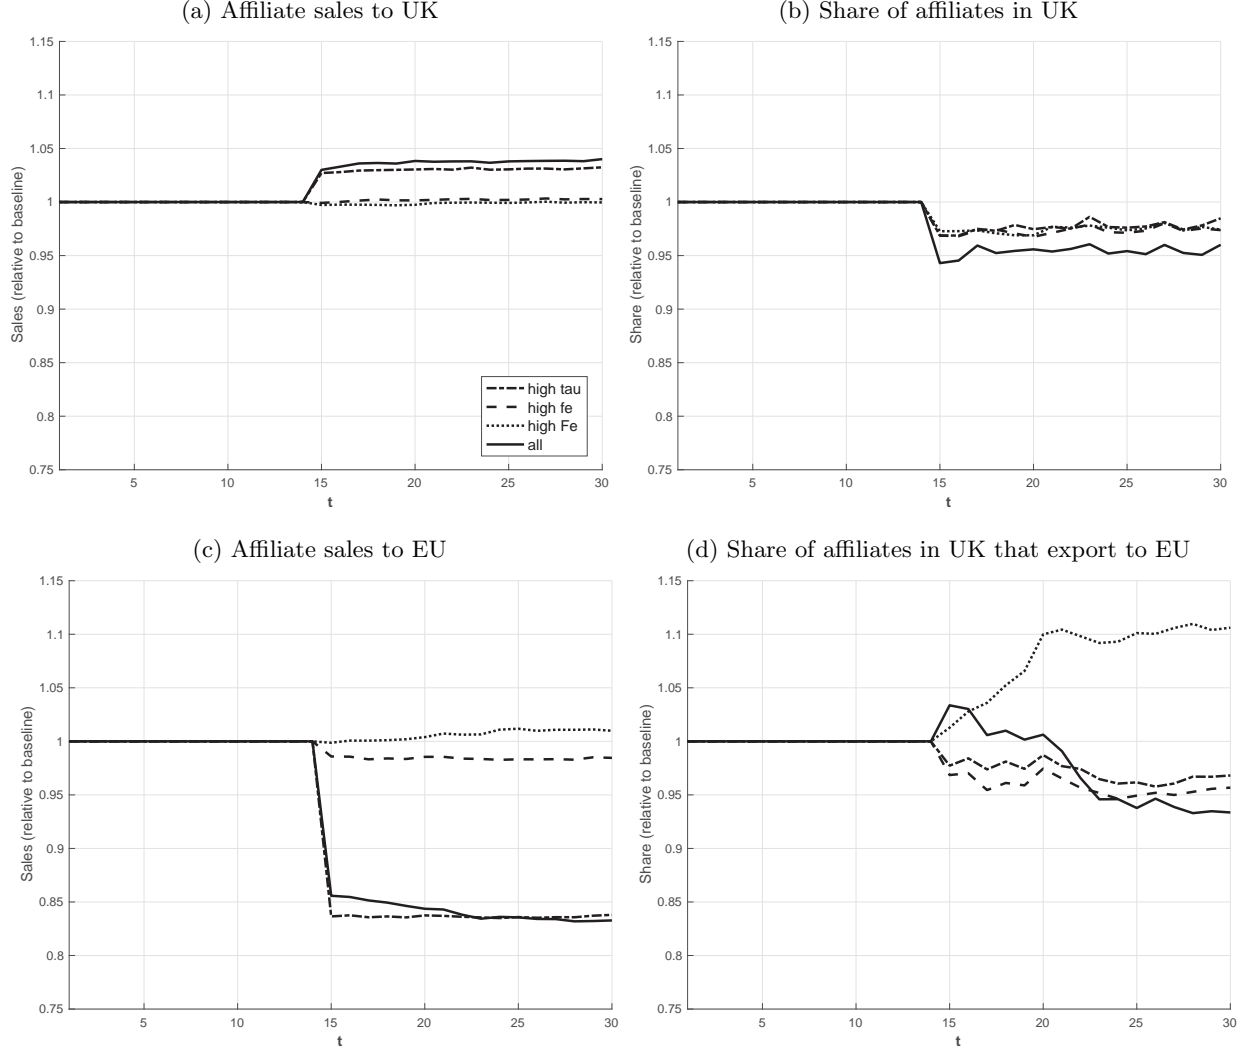 (a) Affiliate sales to UK
(b) Share of affiliates in UK
1.15
1.1
1.05
1
0.95
0.9
0.85
0.8
0.75
Sales (relative to baseline)
5 10 15 20 25 30
t
high tau
high fe
high Fe
all
1.15
1.1
1.05
1
0.95
0.9
0.85
0.8
0.75
Share (relative to baseline)
5 10 15 20 25 30
t
(c) Affiliate sales to EU
(d) Share of affiliates in UK that export to EU
1.15
1.1
1.05
1
0.95
0.9
0.85
0.8
0.75
Sales (relative to baseline)
5 10 15 20 25 30
t
1.15
1.1
1.05
1
0.95
0.9
0.85
0.8
0.75
Share (relative to baseline)
5 10 15 20 25 30
t